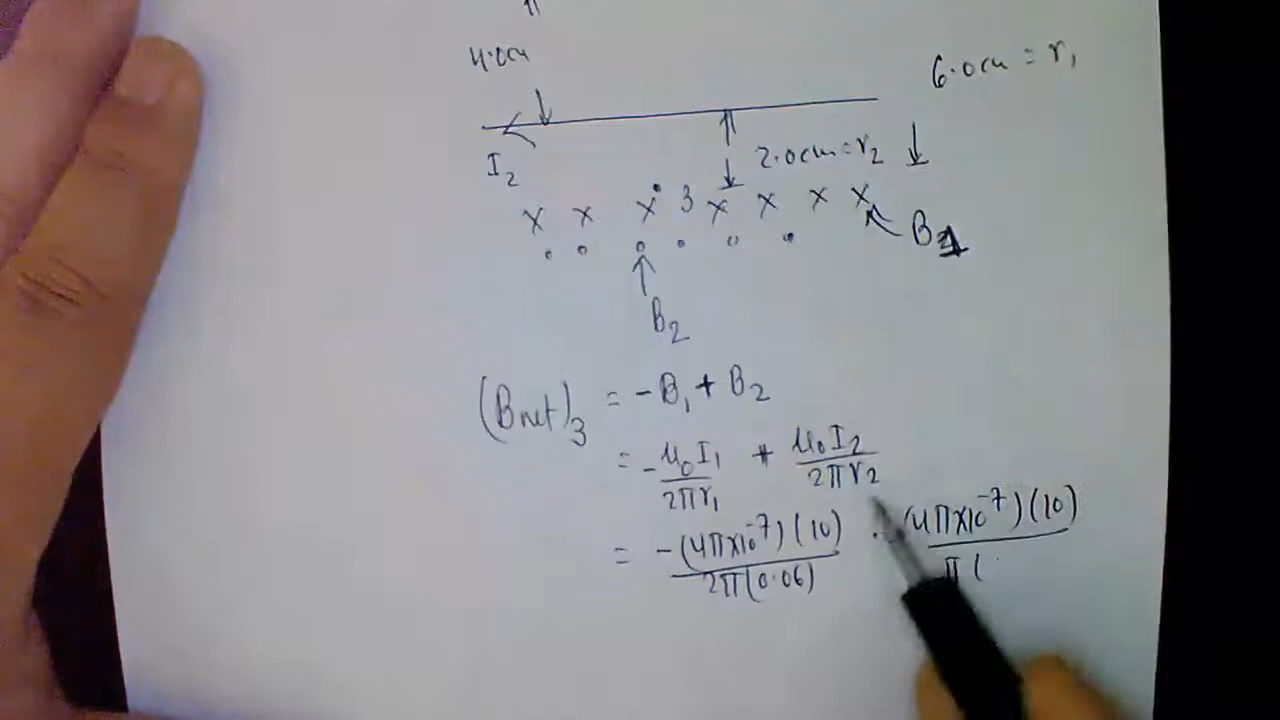 4.0cm
6.0cm = r₁
I₂
2.0cm = r₂
x x x 3 x x x x
B₁
B₂
(Bnet)₃ = -B₁ + B₂
= -μ₀I₁/2πr₁ + μ₀I₂/2πr₂
= -(4π×10⁻⁷)(10)/2π(0.06) (4π×10⁻⁷)(10)/π(